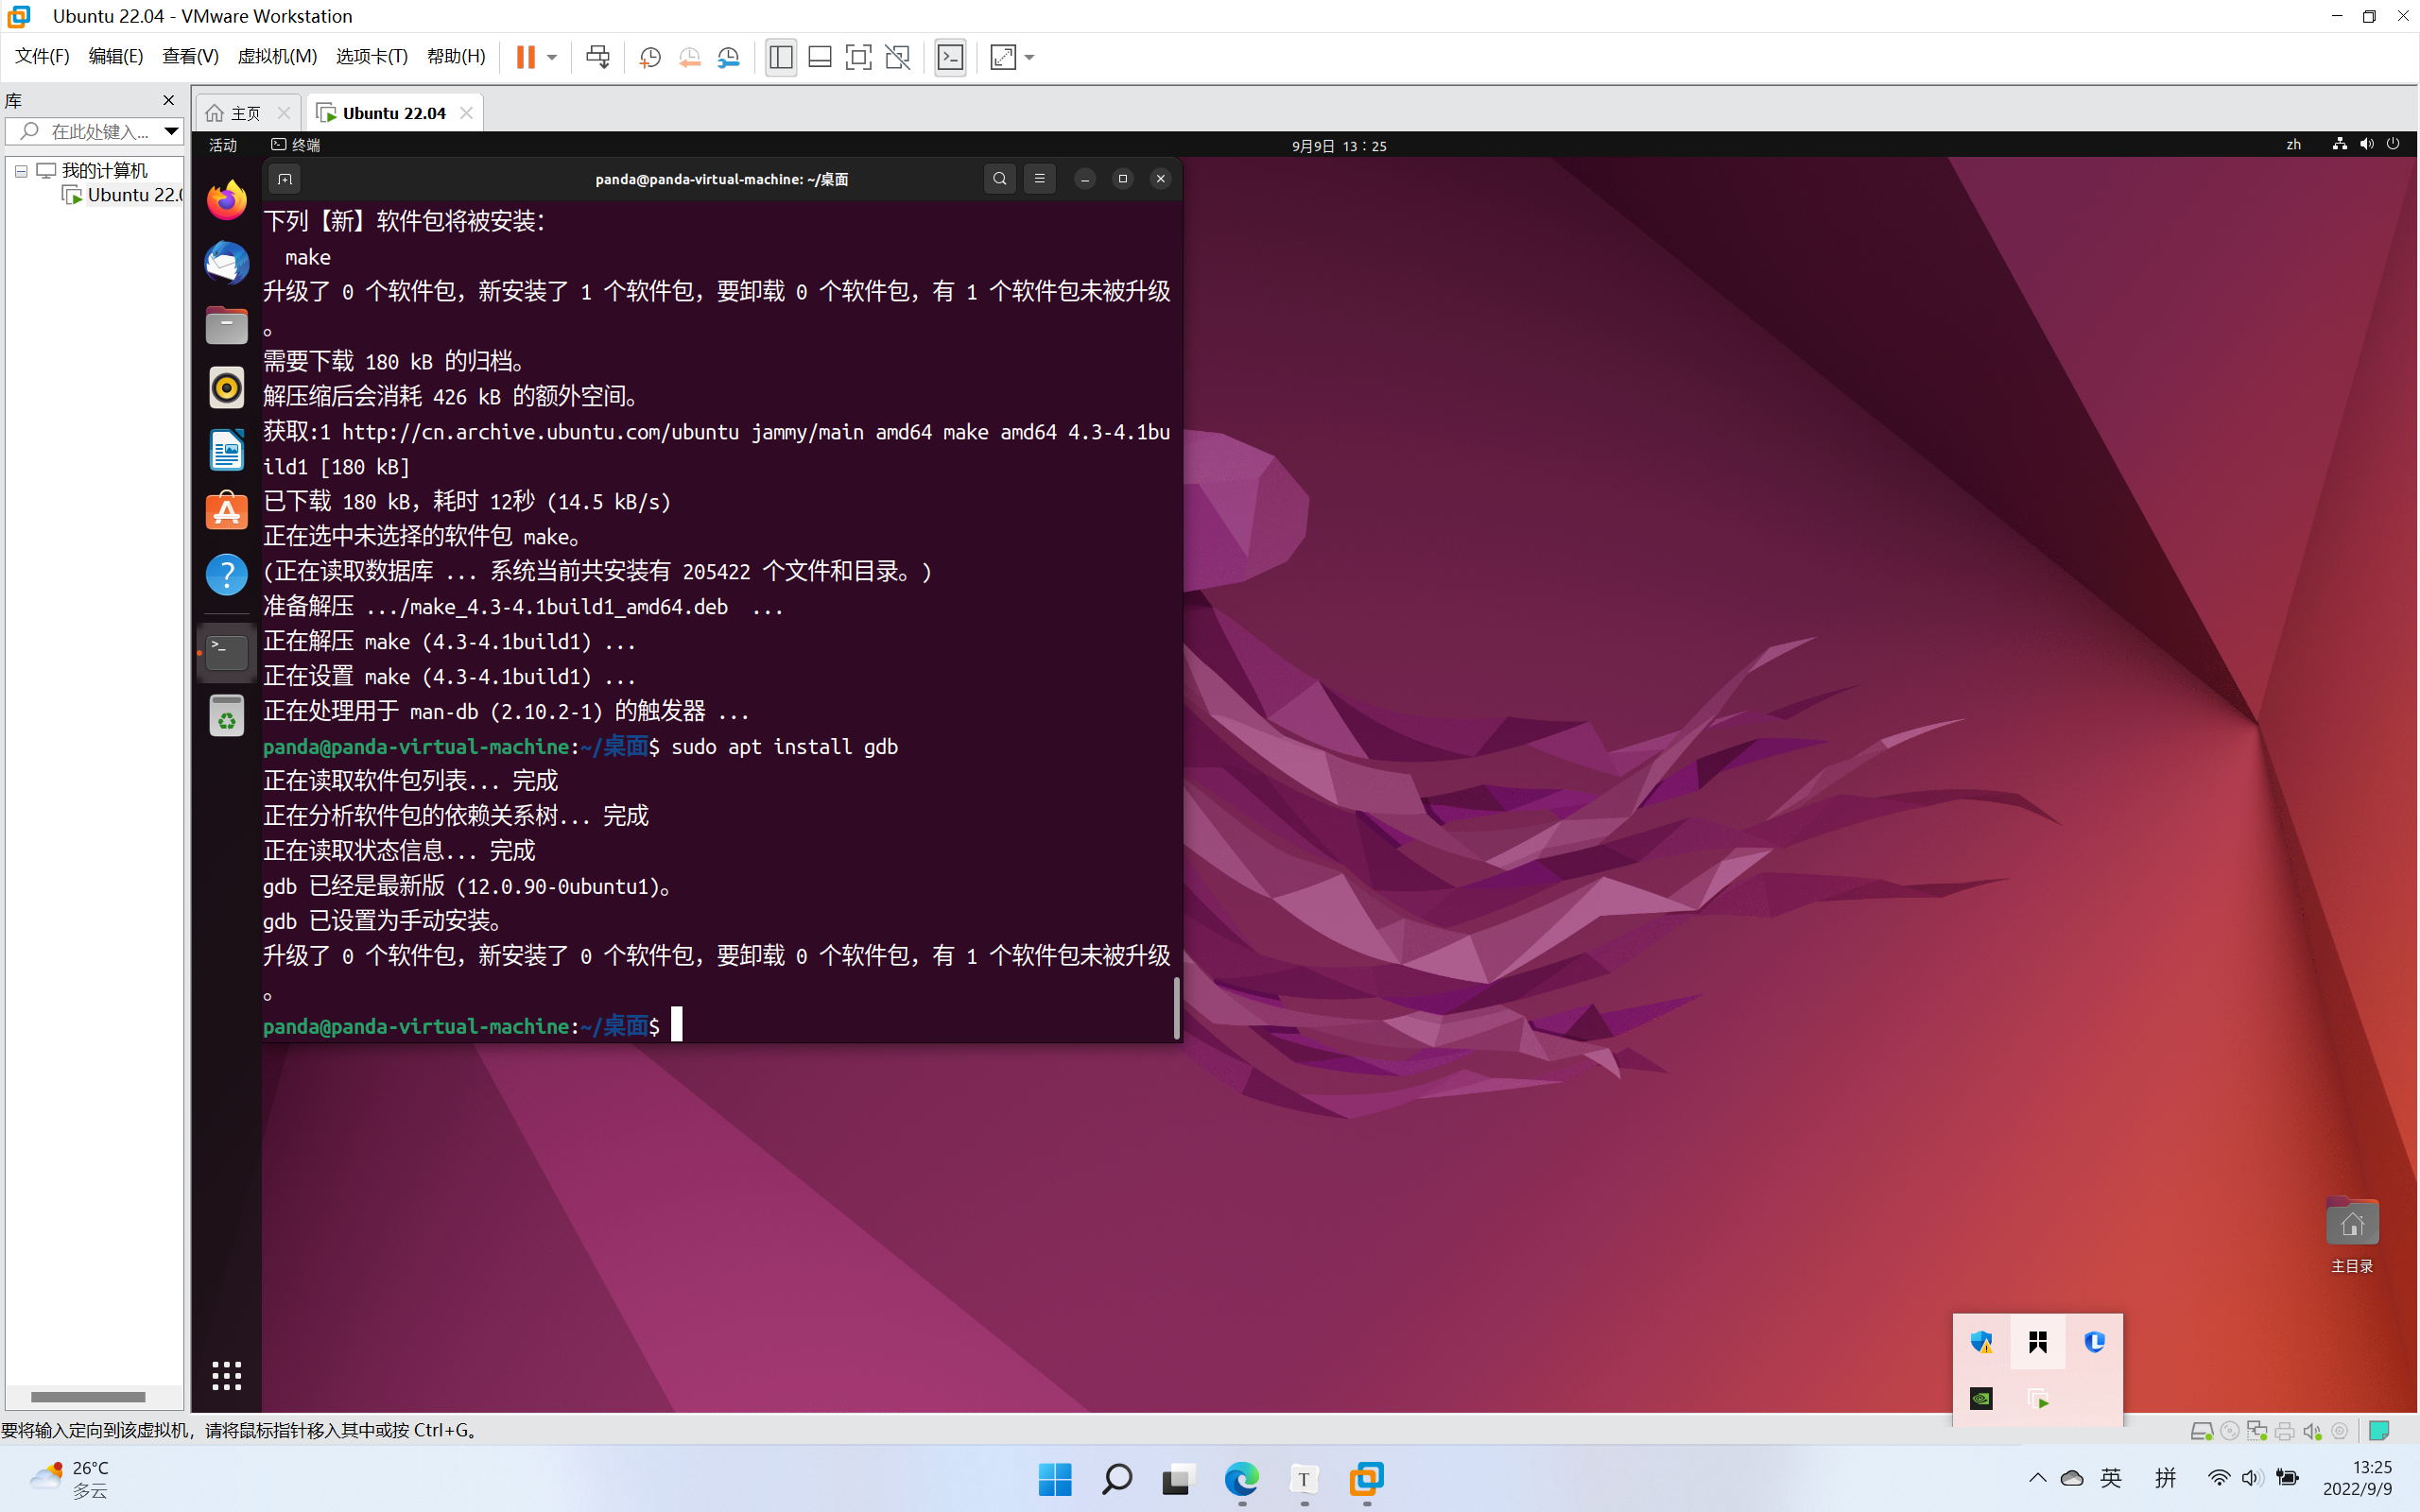 Ubuntu 22.04 - VMware Workstation
文件(F) 编辑(E) 查看(V) 虚拟机(M) 选项卡(T) 帮助(H)
库
主页 Ubuntu 22.04
在此处键入...
活动 终端 9月9日 13：25 zh
我的计算机
Ubuntu 22.0
panda@panda-virtual-machine: ~/桌面
下列【新】软件包将被安装：
make
升级了 0 个软件包，新安装了 1 个软件包，要卸载 0 个软件包，有 1 个软件包未被升级
。
需要下载 180 kB 的归档。
解压缩后会消耗 426 kB 的额外空间。
获取:1 http://cn.archive.ubuntu.com/ubuntu jammy/main amd64 make amd64 4.3-4.1bu
ild1 [180 kB]
已下载 180 kB，耗时 12秒 (14.5 kB/s)
正在选中未选择的软件包 make。
(正在读取数据库 ... 系统当前共安装有 205422 个文件和目录。)
准备解压 .../make_4.3-4.1build1_amd64.deb  ...
正在解压 make (4.3-4.1build1) ...
正在设置 make (4.3-4.1build1) ...
正在处理用于 man-db (2.10.2-1) 的触发器 ...
panda@panda-virtual-machine:~/桌面$ sudo apt install gdb
正在读取软件包列表... 完成
正在分析软件包的依赖关系树... 完成
正在读取状态信息... 完成
gdb 已经是最新版 (12.0.90-0ubuntu1)。
gdb 已设置为手动安装。
升级了 0 个软件包，新安装了 0 个软件包，要卸载 0 个软件包，有 1 个软件包未被升级
。
panda@panda-virtual-machine:~/桌面$
主目录
要将输入定向到该虚拟机，请将鼠标指针移入其中或按 Ctrl+G。
26°C
多云
T
英 拼
13:25
2022/9/9